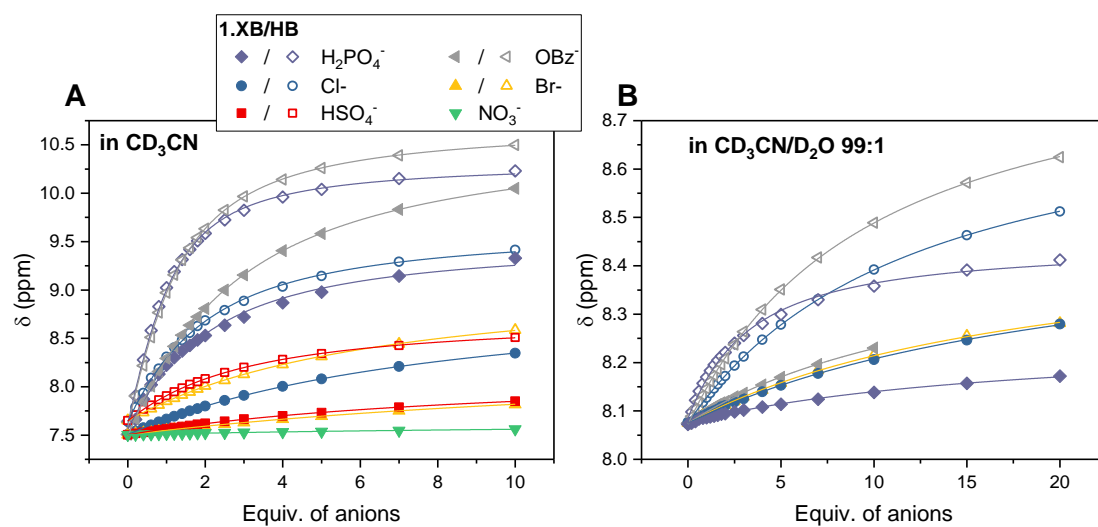 1.XB/HB
/ H₂PO₄⁻ / OBz⁻
/ Cl- / Br-
/ HSO₄⁻ NO₃⁻
A
in CD₃CN
10.5
10.0
9.5
9.0
8.5
8.0
7.5
δ (ppm)
0 2 4 6 8 10
Equiv. of anions
B
in CD₃CN/D₂O 99:1
8.7
8.6
8.5
8.4
8.3
8.2
8.1
8.0
δ (ppm)
0 5 10 15 20
Equiv. of anions